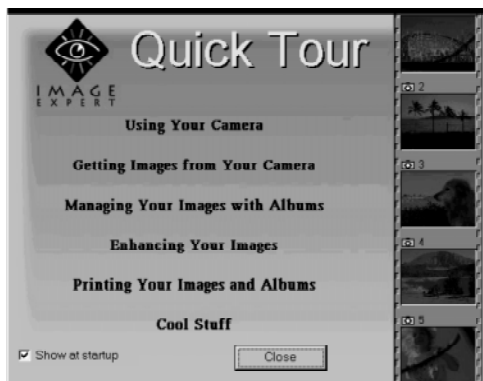 Quick Tour
IMAGE
EXPERT
Using Your Camera
Getting Images from Your Camera
Managing Your Images with Albums
Enhancing Your Images
Printing Your Images and Albums
Cool Stuff
Show at startup
Close
2
3
4
5